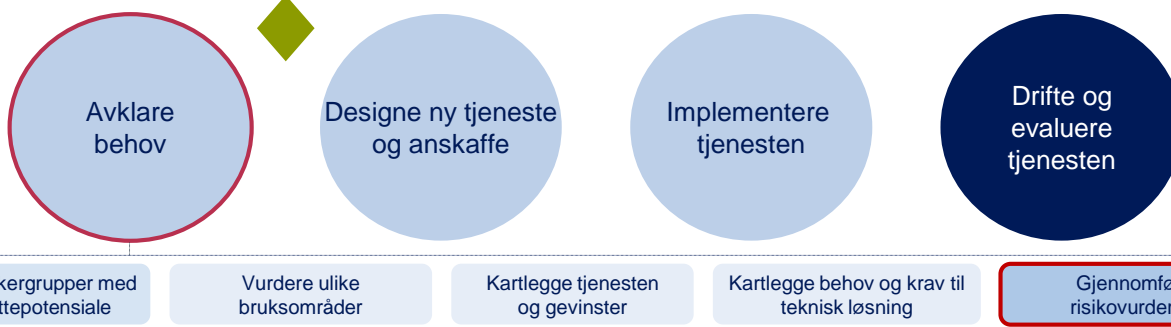 Avklare
behov
Designe ny tjeneste
og anskaffe
Implementere
tjenesten
Drifte og
evaluere
tjenesten
med
Vurdere ulike
bruksområder
Kartlegge tjenesten
og gevinster
Kartlegge behov og krav til
teknisk løsning